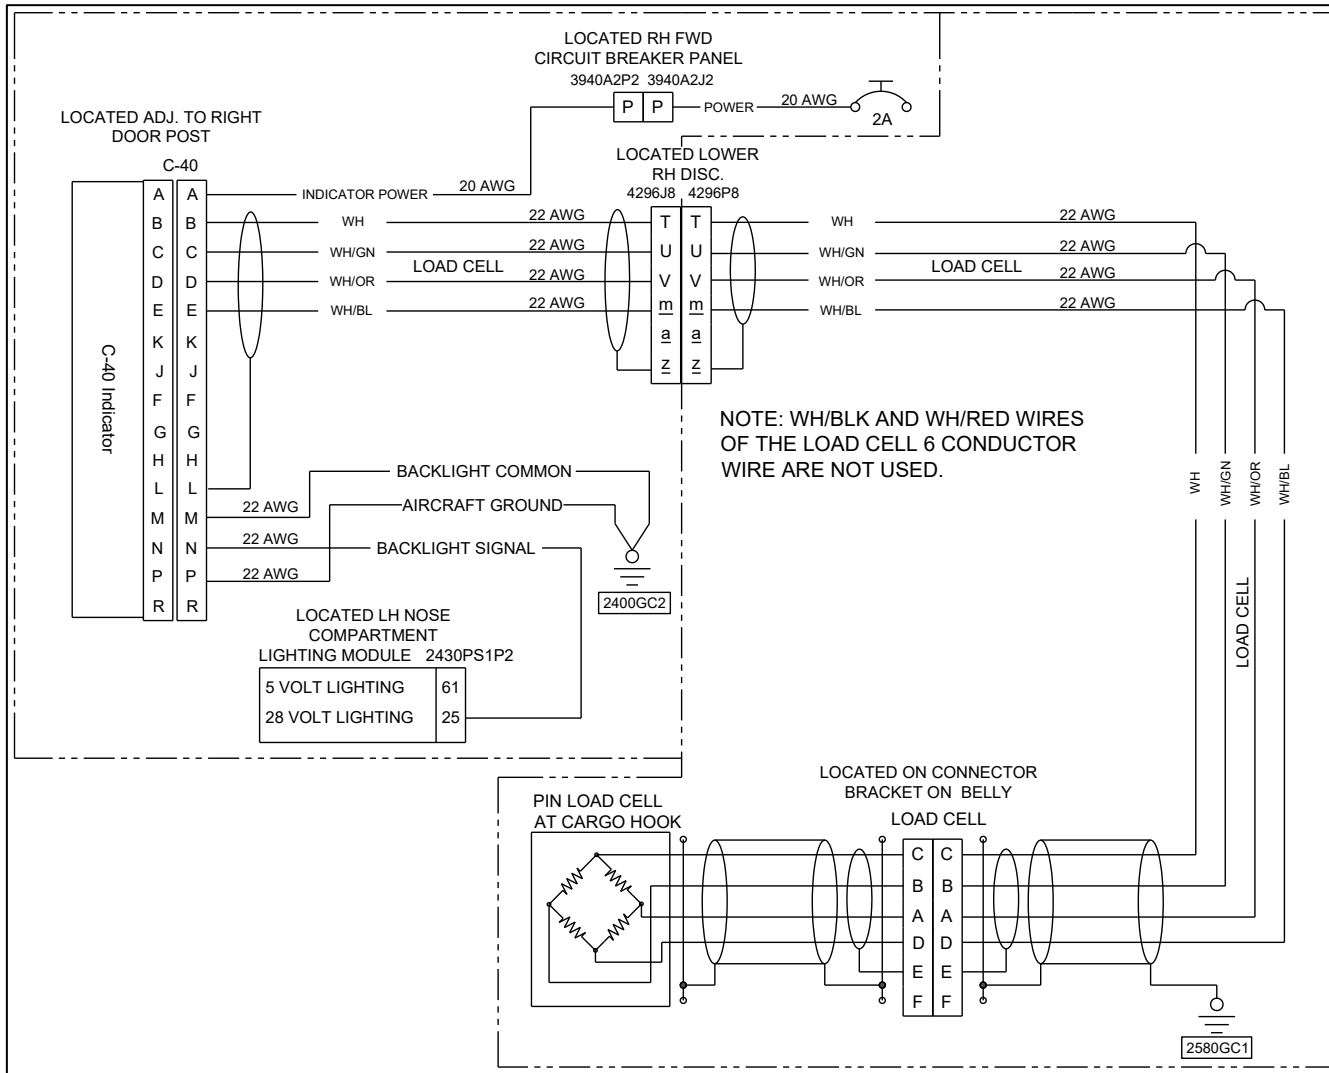 LOCATED RH FWD
CIRCUIT BREAKER PANEL
3940A2P2 3940A2J2
P P POWER 20 AWG
2A
LOCATED ADJ. TO RIGHT
DOOR POST
C-40
LOCATED LOWER
RH DISC.
4296J8 4296P8
A A INDICATOR POWER 20 AWG
B B WH 22 AWG T T WH 22 AWG
C C WH/GN 22 AWG U U WH/GN 22 AWG
LOAD CELL LOAD CELL
D D WH/OR 22 AWG V V WH/OR 22 AWG
E E WH/BL 22 AWG m m WH/BL 22 AWG
K K a a
J J z z
F F
G G
H H
L L
M M 22 AWG BACKLIGHT COMMON
N N 22 AWG BACKLIGHT SIGNAL
P P 22 AWG AIRCRAFT GROUND
R R
C-40 Indicator
NOTE: WH/BLK AND WH/RED WIRES
OF THE LOAD CELL 6 CONDUCTOR
WIRE ARE NOT USED.
WH
WH/GN
WH/OR
WH/BL
LOAD CELL
2400GC2
LOCATED LH NOSE
COMPARTMENT
LIGHTING MODULE 2430PS1P2
5 VOLT LIGHTING 61
28 VOLT LIGHTING 25
LOCATED ON CONNECTOR
BRACKET ON BELLY
LOAD CELL
PIN LOAD CELL
AT CARGO HOOK
C C
B B
A A
D D
E E
F F
2580GC1